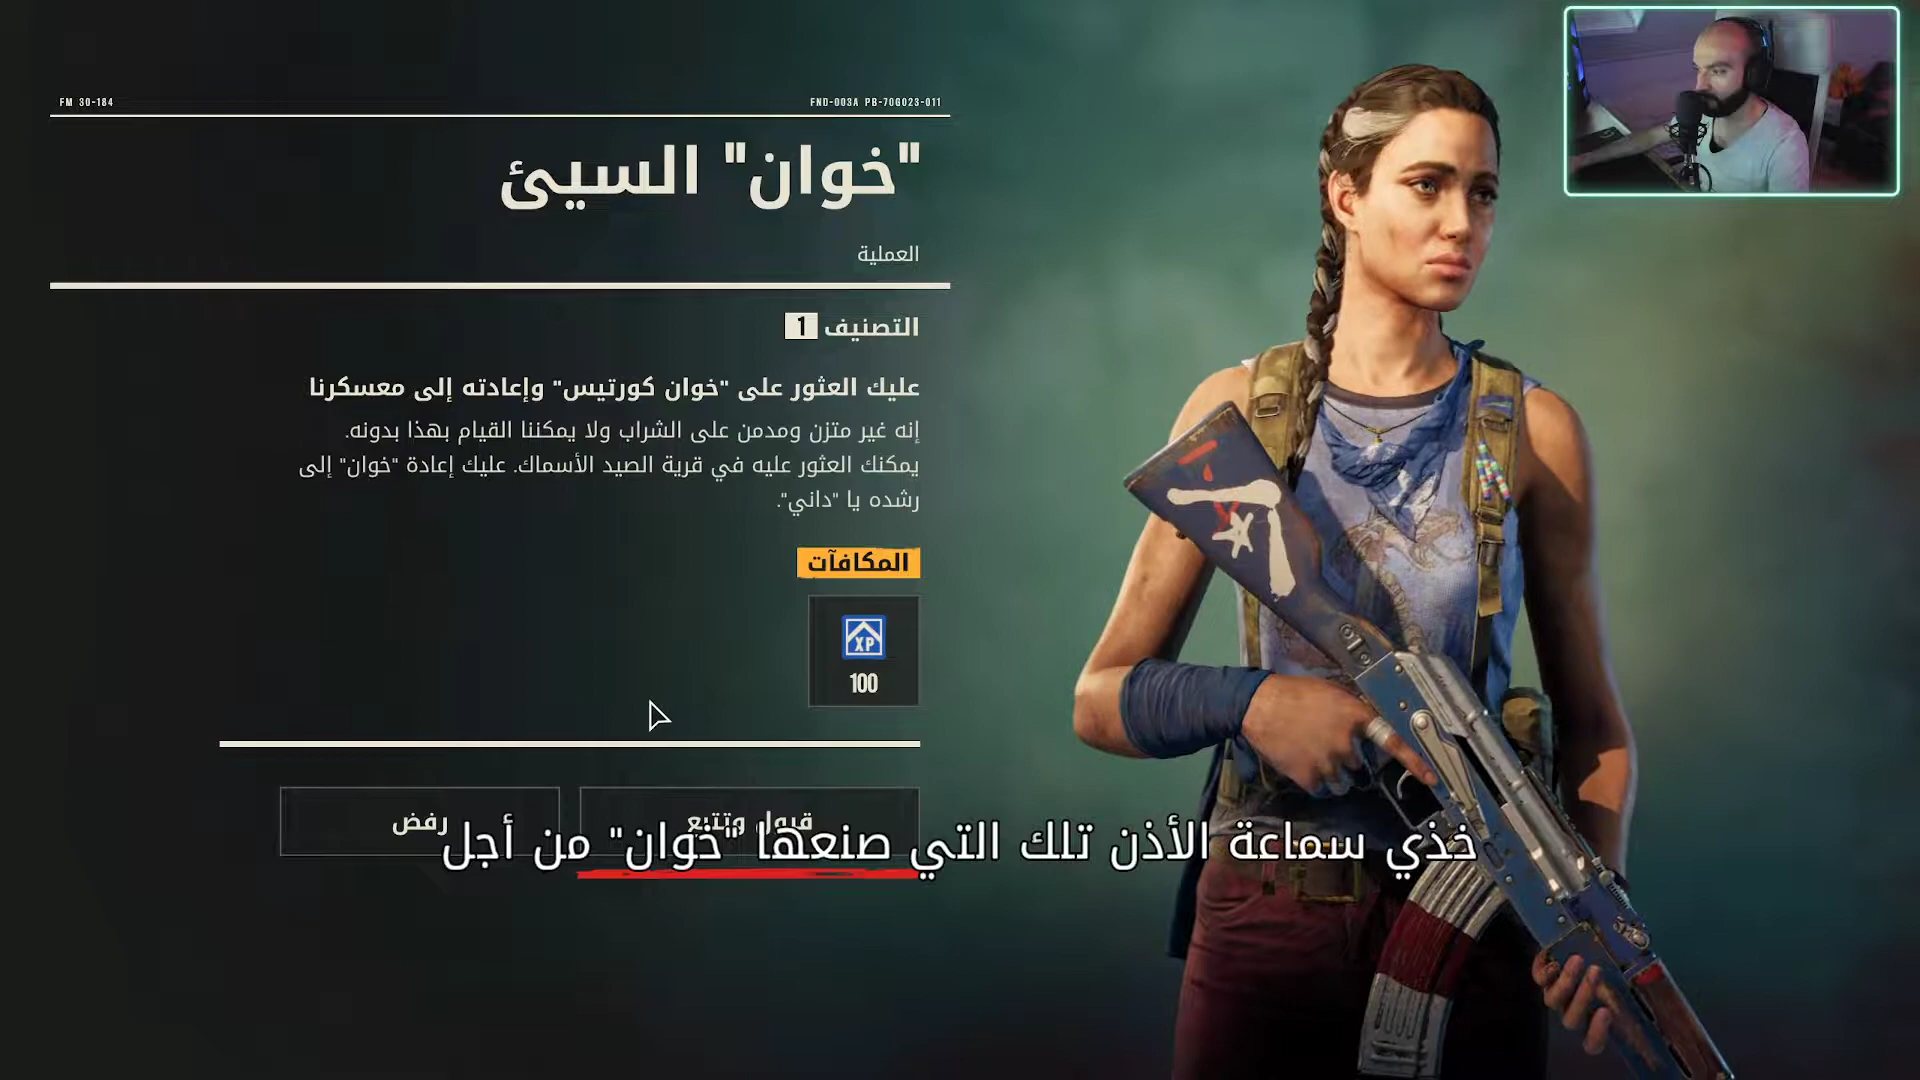 FM 30-184
FND-003A PB-70G023-011
"خوان" السيئ
العملية
التصنيف 1
عليك العثور على "خوان كورتيس" وإعادته إلى معسكرنا
إنه غير متزن ومدمن على الشراب ولا يمكننا القيام بهذا بدونه.
يمكنك العثور عليه في قرية الصيد الأسماك. عليك إعادة "خوان" إلى
رشده يا "داني".
المكافآت
XP
100
قبول وتتبع
رفض
خذي سماعة الأذن تلك التي صنعها "خوان" من أجل